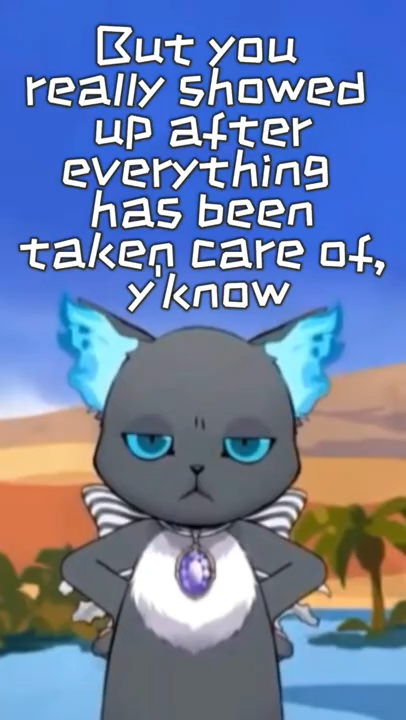 But you
really showed
up after
everything
has been
taken care of,
y'know